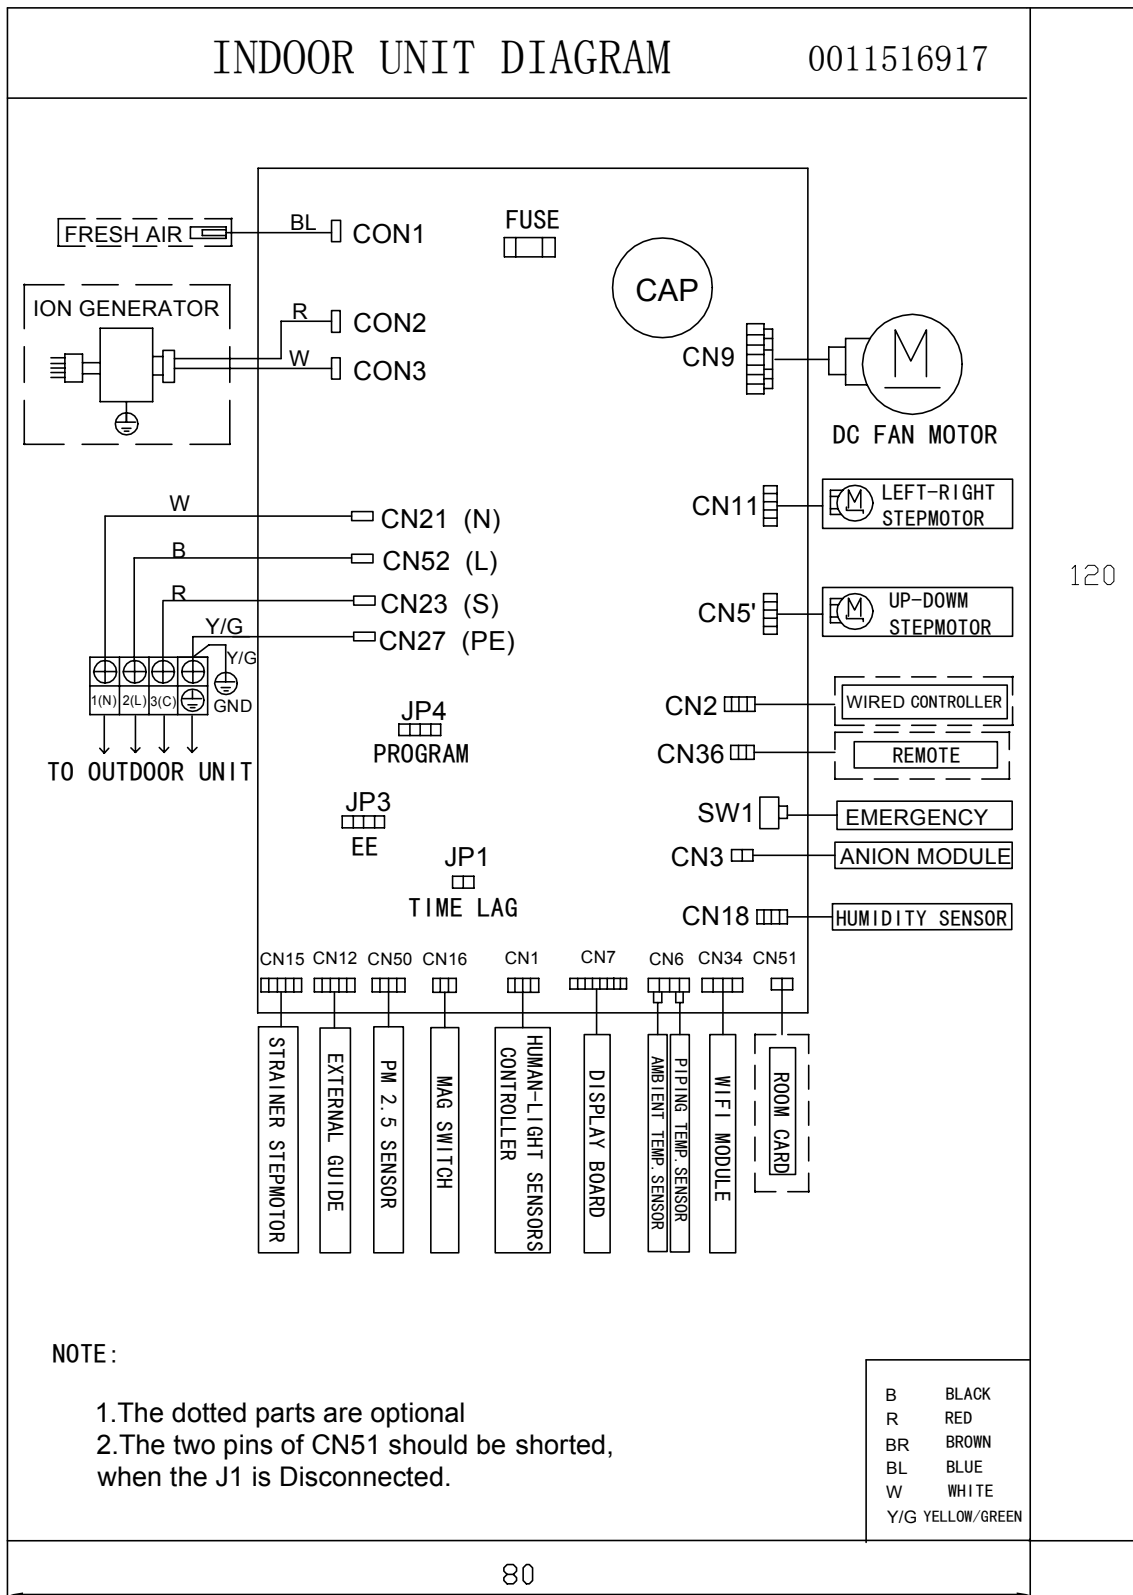 INDOOR UNIT DIAGRAM
0011516917
FRESH AIR
BL
CON1
FUSE
CAP
ION GENERATOR
R
CON2
W
CON3
CN9
M
DC FAN MOTOR
W
CN21 (N)
B
CN52 (L)
R
CN23 (S)
Y/G
CN27 (PE)
Y/G
GND
1(N)
2(L)
3(C)
TO OUTDOOR UNIT
CN11
M
LEFT-RIGHT
STEPMOTOR
CN5'
M
UP-DOWM
STEPMOTOR
120
CN2
WIRED CONTROLLER
CN36
REMOTE
JP4
PROGRAM
JP3
EE
JP1
TIME LAG
SW1
EMERGENCY
CN3
ANION MODULE
CN18
HUMIDITY SENSOR
CN15
CN12
CN50
CN16
CN1
CN7
CN6
CN34
CN51
STRAINER STEPMOTOR
EXTERNAL GUIDE
PM 2.5 SENSOR
MAG SWITCH
HUMAN-LIGHT SENSORS
CONTROLLER
DISPLAY BOARD
AMBIENT TEMP. SENSOR
PIPING TEMP. SENSOR
WIFI MODULE
ROOM CARD
NOTE:
1.The dotted parts are optional
2.The two pins of CN51 should be shorted,
when the J1 is Disconnected.
B BLACK
R RED
BR BROWN
BL BLUE
W WHITE
Y/G YELLOW/GREEN
80